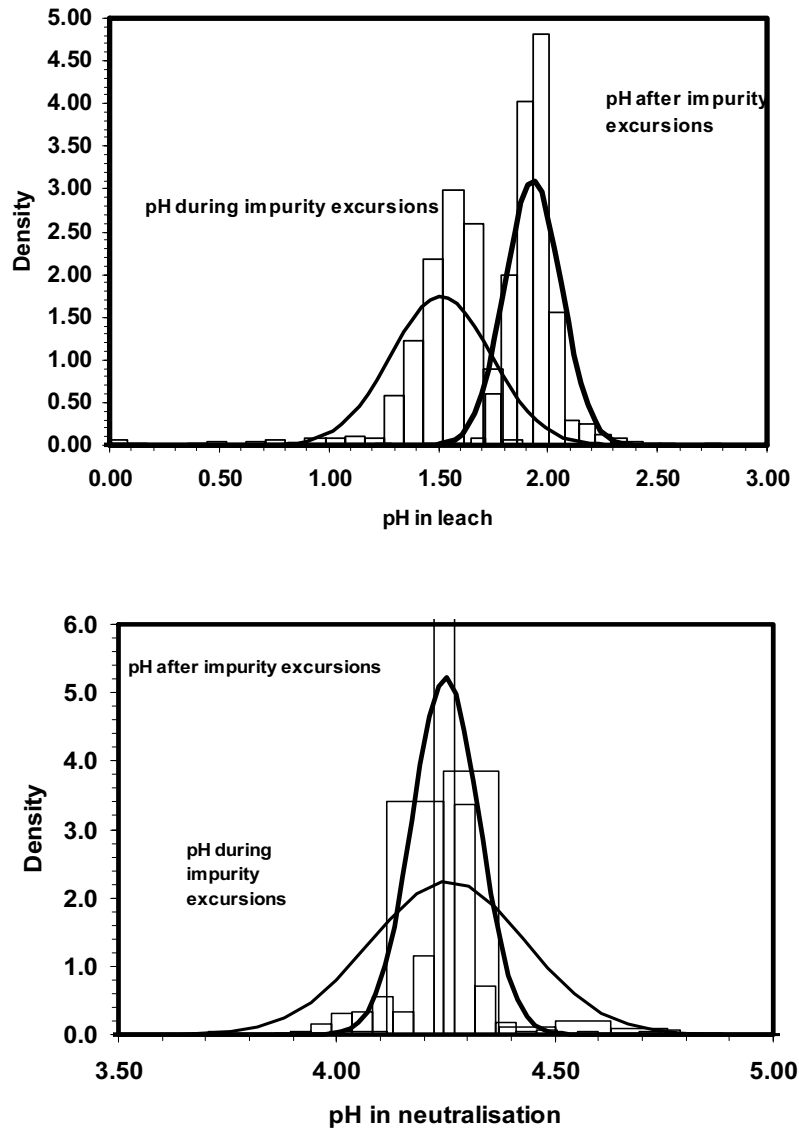 5.00
4.50
4.00
3.50
3.00
2.50
2.00
1.50
1.00
0.50
0.00
Density
pH after impurity
excursions
pH during impurity excursions
0.00 0.50 1.00 1.50 2.00 2.50 3.00
pH in leach
6.0
5.0
4.0
3.0
2.0
1.0
0.0
Density
pH after impurity excursions
pH during
impurity
excursions
3.50 4.00 4.50 5.00
pH in neutralisation